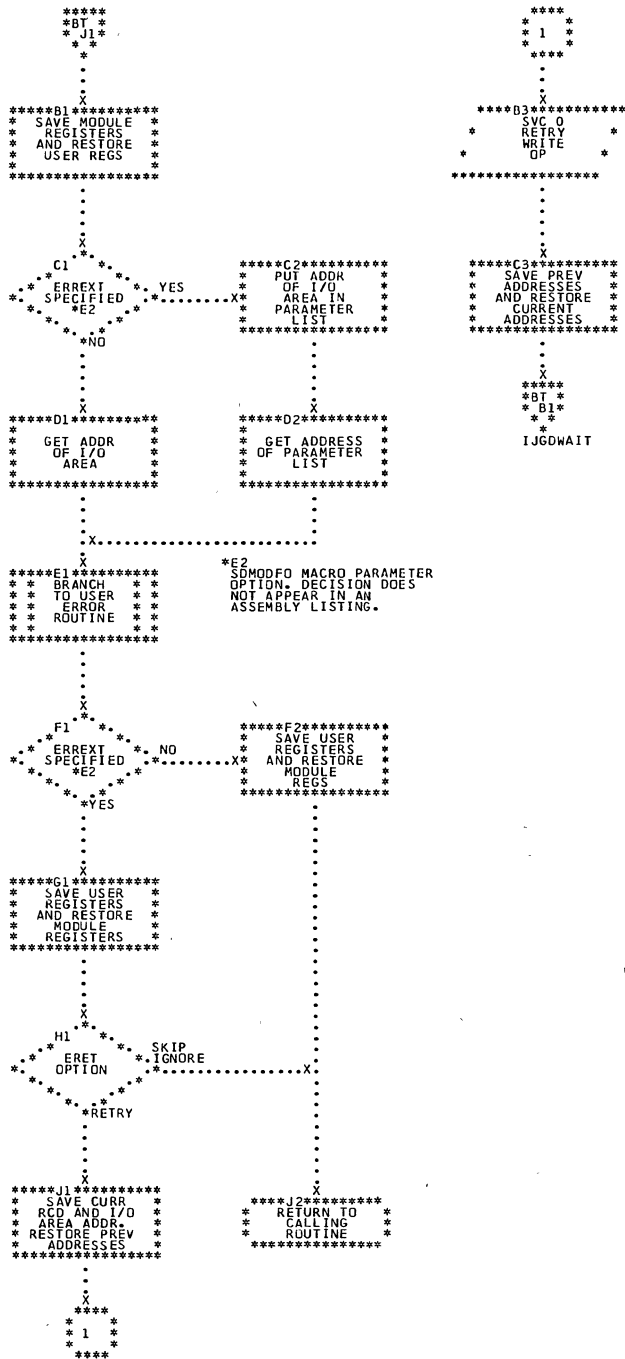 BT
J1
B1
SAVE MODULE
REGISTERS
AND RESTORE
USER REGS
C1
ERREXT
SPECIFIED
*E2
YES
NO
C2
PUT ADDR
OF I/O
AREA IN
PARAMETER
LIST
D1
GET ADDR
OF I/O
AREA
D2
GET ADDRESS
OF PARAMETER
LIST
*E2
SDMODFO MACRO PARAMETER
OPTION. DECISION DOES
NOT APPEAR IN AN
ASSEMBLY LISTING.
E1
BRANCH
TO USER
ERROR
ROUTINE
F1
ERREXT
SPECIFIED
*E2
NO
YES
F2
SAVE USER
REGISTERS
AND RESTORE
MODULE
REGS
G1
SAVE USER
REGISTERS
AND RESTORE
MODULE
REGISTERS
H1
ERET
OPTION
SKIP
IGNORE
RETRY
J1
SAVE CURR
RCD AND I/O
AREA ADDR.
RESTORE PREV
ADDRESSES
J2
RETURN TO
CALLING
ROUTINE
1
1
B3
SVC 0
RETRY
WRITE
OP
C3
SAVE PREV
ADDRESSES
AND RESTORE
CURRENT
ADDRESSES
BT
B1
IJGDWAIT